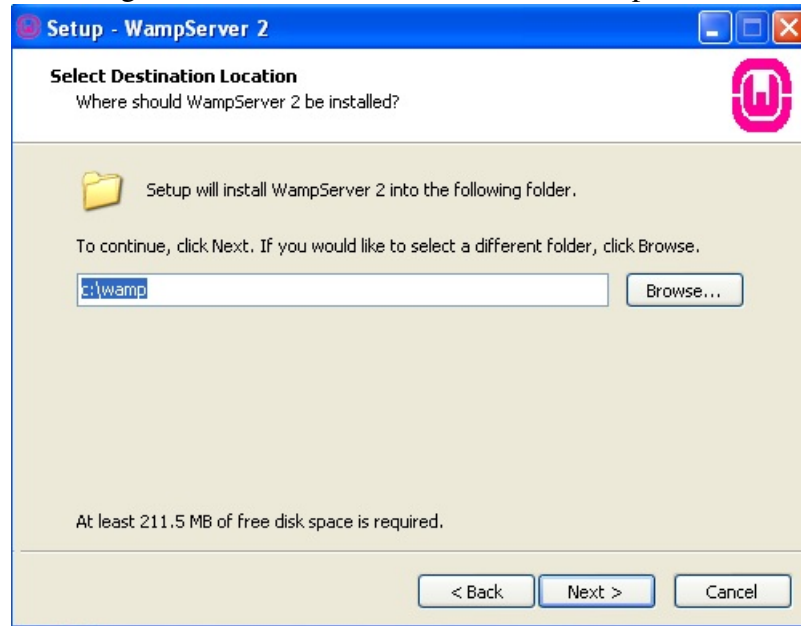 Setup - WampServer 2
Select Destination Location
Where should WampServer 2 be installed?
Setup will install WampServer 2 into the following folder.
To continue, click Next. If you would like to select a different folder, click Browse.
c:\wamp
Browse...
At least 211.5 MB of free disk space is required.
< Back
Next >
Cancel